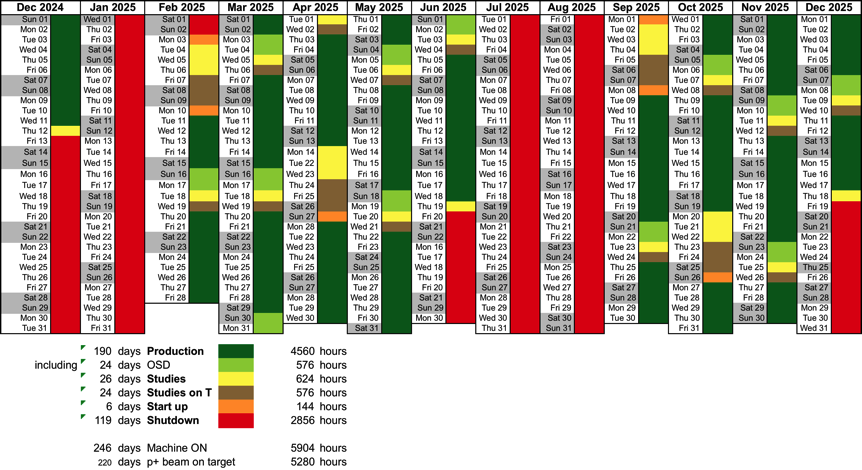 Dec 2024 Jan 2025 Feb 2025 Mar 2025 Apr 2025 May 2025 Jun 2025 Jul 2025 Aug 2025 Sep 2025 Oct 2025 Nov 2025 Dec 2025
Sun 01 Wed 01 Sat 01 Sat 01 Tue 01 Thu 01 Sun 01 Tue 01 Fri 01 Mon 01 Wed 01 Sat 01 Mon 01
Mon 02 Thu 02 Sun 02 Sun 02 Wed 02 Fri 02 Mon 02 Wed 02 Sat 02 Tue 02 Thu 02 Sun 02 Tue 02
Tue 03 Fri 03 Mon 03 Mon 03 Thu 03 Sat 03 Tue 03 Thu 03 Sun 03 Wed 03 Fri 03 Mon 03 Wed 03
Wed 04 Sat 04 Tue 04 Tue 04 Fri 04 Sun 04 Wed 04 Fri 04 Mon 04 Thu 04 Sat 04 Tue 04 Thu 04
Thu 05 Sun 05 Wed 05 Wed 05 Sat 05 Mon 05 Thu 05 Sat 05 Tue 05 Fri 05 Sun 05 Wed 05 Fri 05
Fri 06 Mon 06 Thu 06 Thu 06 Sun 06 Tue 06 Fri 06 Sun 06 Wed 06 Sat 06 Mon 06 Thu 06 Sat 06
Sat 07 Tue 07 Fri 07 Fri 07 Mon 07 Wed 07 Sat 07 Mon 07 Thu 07 Sun 07 Tue 07 Fri 07 Sun 07
Sun 08 Wed 08 Sat 08 Sat 08 Tue 08 Thu 08 Sun 08 Tue 08 Fri 08 Mon 08 Wed 08 Sat 08 Mon 08
Mon 09 Thu 09 Sun 09 Sun 09 Wed 09 Fri 09 Mon 09 Wed 09 Sat 09 Tue 09 Thu 09 Sun 09 Tue 09
Tue 10 Fri 10 Mon 10 Mon 10 Thu 10 Sat 10 Tue 10 Thu 10 Sun 10 Wed 10 Fri 10 Mon 10 Wed 10
Wed 11 Sat 11 Tue 11 Tue 11 Fri 11 Sun 11 Wed 11 Fri 11 Mon 11 Thu 11 Sat 11 Tue 11 Thu 11
Thu 12 Sun 12 Wed 12 Wed 12 Sat 12 Mon 12 Thu 12 Sat 12 Tue 12 Fri 12 Sun 12 Wed 12 Fri 12
Fri 13 Mon 13 Thu 13 Thu 13 Sun 13 Tue 13 Fri 13 Sun 13 Wed 13 Sat 13 Mon 13 Thu 13 Sat 13
Sat 14 Tue 14 Fri 14 Fri 14 Mon 14 Wed 14 Sat 14 Mon 14 Thu 14 Sun 14 Tue 14 Fri 14 Sun 14
Sun 15 Wed 15 Sat 15 Sat 15 Tue 22 Thu 15 Sun 15 Tue 15 Fri 15 Mon 15 Wed 15 Sat 15 Mon 15
Mon 16 Thu 16 Sun 16 Sun 16 Wed 23 Fri 16 Mon 16 Wed 16 Sat 16 Tue 16 Thu 16 Sun 16 Tue 16
Tue 17 Fri 17 Mon 17 Mon 17 Thu 24 Sat 17 Tue 17 Thu 17 Sun 17 Wed 17 Fri 17 Mon 17 Wed 17
Wed 18 Sat 18 Tue 18 Tue 18 Fri 25 Sun 18 Wed 18 Fri 18 Mon 18 Thu 18 Sat 18 Tue 18 Thu 18
Thu 19 Sun 19 Wed 19 Wed 19 Sat 26 Mon 19 Thu 19 Sat 19 Tue 19 Fri 19 Sun 19 Wed 19 Fri 19
Fri 20 Mon 20 Thu 20 Thu 20 Sun 27 Tue 20 Fri 20 Sun 20 Wed 20 Sat 20 Mon 20 Thu 20 Sat 20
Sat 21 Tue 21 Fri 21 Fri 21 Mon 21 Wed 21 Sat 21 Mon 21 Thu 21 Sun 21 Tue 21 Fri 21 Sun 21
Sun 22 Wed 22 Sat 22 Sat 22 Tue 22 Thu 22 Sun 22 Tue 22 Fri 22 Mon 22 Wed 22 Sat 22 Mon 22
Mon 23 Thu 23 Sun 23 Sun 23 Wed 23 Fri 23 Mon 23 Wed 23 Sat 23 Tue 23 Thu 23 Sun 23 Tue 23
Tue 24 Fri 24 Mon 24 Mon 24 Thu 24 Sat 24 Tue 17 Thu 24 Sun 24 Wed 24 Fri 24 Mon 24 Wed 24
Wed 25 Sat 25 Tue 25 Tue 25 Fri 25 Sun 25 Wed 18 Fri 25 Mon 25 Thu 25 Sat 25 Tue 25 Thu 25
Thu 26 Sun 26 Wed 26 Wed 26 Sat 26 Mon 26 Thu 26 Sat 26 Tue 26 Fri 26 Sun 26 Wed 26 Fri 26
Fri 27 Mon 27 Thu 27 Thu 27 Sun 27 Tue 27 Fri 27 Sun 27 Wed 27 Sat 27 Mon 27 Thu 19 Sat 27
Sat 28 Tue 28 Fri 28 Fri 28 Mon 28 Wed 28 Sat 28 Mon 28 Thu 28 Sun 28 Tue 28 Fri 28 Sun 28
Sun 29 Wed 29 Sat 29 Tue 29 Thu 29 Sun 29 Tue 29 Fri 29 Mon 29 Wed 29 Sat 29 Mon 29
Mon 30 Thu 30 Sun 30 Wed 30 Fri 30 Mon 30 Wed 30 Sat 30 Tue 30 Thu 30 Sun 30 Tue 30
Tue 31 Fri 31 Mon 31 Sat 31 Thu 31 Sun 31 Fri 31 Wed 31
190 days Production 4560 hours
including 24 days OSD 576 hours
26 days Studies 624 hours
24 days Studies on T 576 hours
6 days Start up 144 hours
119 days Shutdown 2856 hours
246 days Machine ON 5904 hours
220 days p+ beam on target 5280 hours